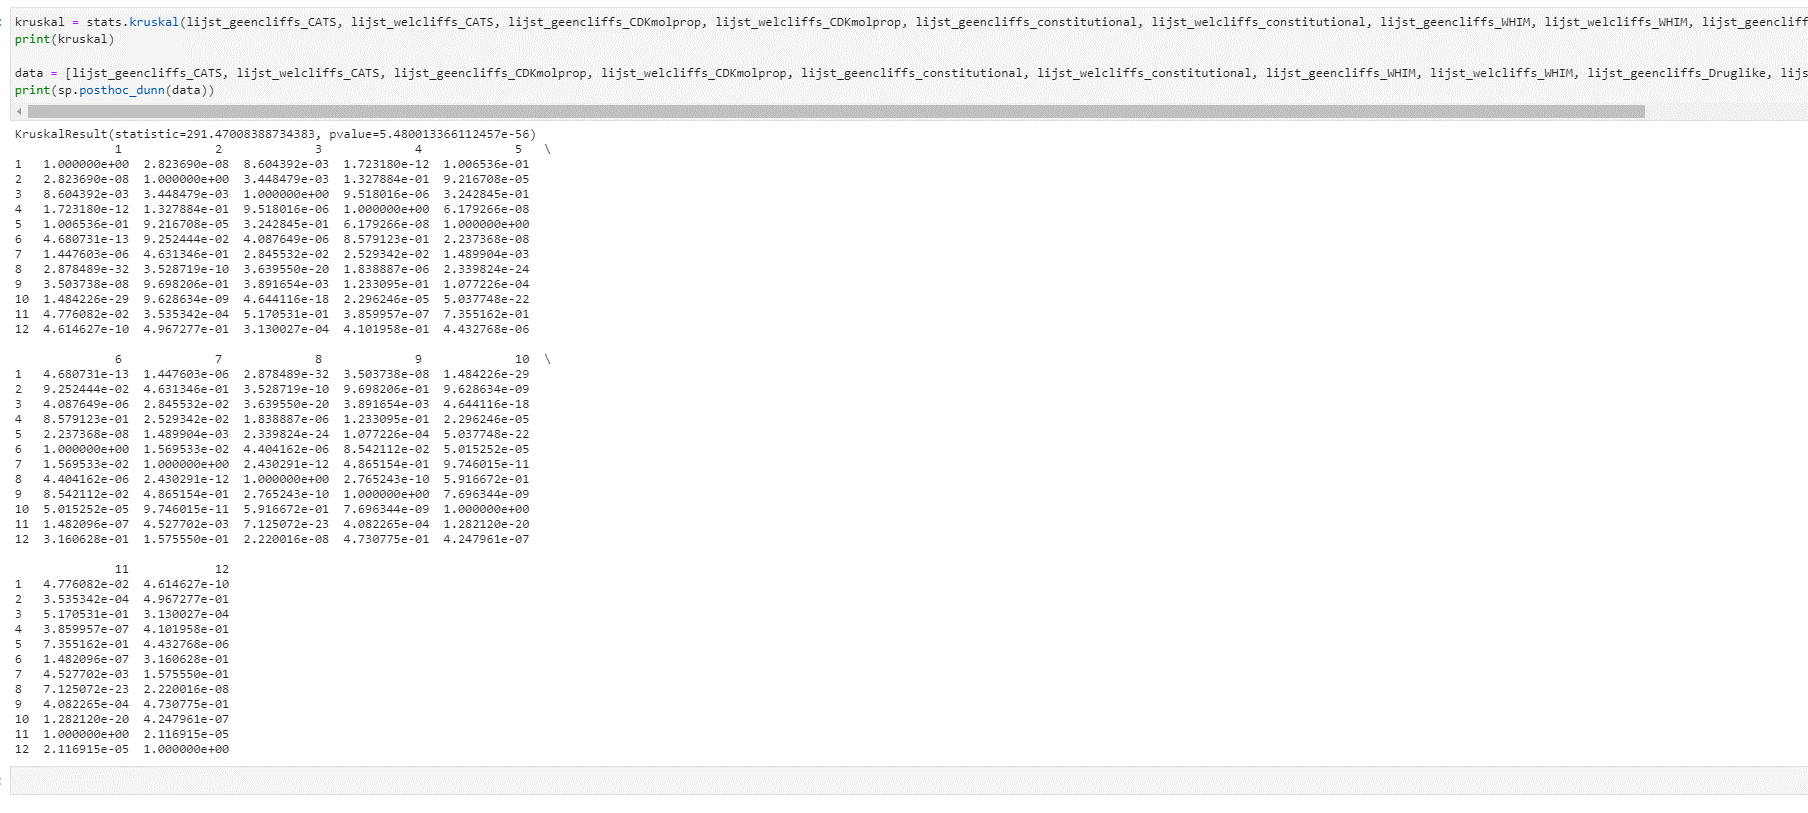 kruskal = stats.kruskal(lijst_geencliffs_CATS, lijst_welcliffs_CATS, lijst_geencliffs_CDKmolprop, lijst_welcliffs_CDKmolprop, lijst_geencliffs_constitutional, lijst_welcliffs_constitutional, lijst_geencliffs_WHIM, lijst_welcliffs_WHIM, lijst_geencliff
print(kruskal)
data = [lijst_geencliffs_CATS, lijst_welcliffs_CATS, lijst_geencliffs_CDKmolprop, lijst_welcliffs_CDKmolprop, lijst_geencliffs_constitutional, lijst_welcliffs_constitutional, lijst_geencliffs_WHIM, lijst_welcliffs_WHIM, lijst_geencliffs_Druglike, lijs
print(sp.posthoc_dunn(data))
KruskalResult(statistic=291.47008388734383, pvalue=5.480013366112457e-56)
1 2 3 4 5 \
1 1.000000e+00 2.823690e-08 8.604392e-03 1.723180e-12 1.006536e-01
2 2.823690e-08 1.000000e+00 3.448479e-03 1.327884e-01 9.216708e-05
3 8.604392e-03 3.448479e-03 1.000000e+00 9.518016e-06 3.242845e-01
4 1.723180e-12 1.327884e-01 9.518016e-06 1.000000e+00 6.179266e-08
5 1.006536e-01 9.216708e-05 3.242845e-01 6.179266e-08 1.000000e+00
6 4.680731e-13 9.252444e-02 4.087649e-06 8.579123e-01 2.237368e-08
7 1.447603e-06 4.631346e-01 2.845532e-02 2.529342e-02 1.489904e-03
8 2.878489e-32 3.528719e-10 3.639550e-20 1.838887e-06 2.339824e-24
9 3.503738e-08 9.698206e-01 3.891654e-03 1.233095e-01 1.077226e-04
10 1.484226e-29 9.628634e-09 4.644116e-18 2.296246e-05 5.037748e-22
11 4.776082e-02 3.535342e-04 5.170531e-01 3.859957e-07 7.355162e-01
12 4.614627e-10 4.967277e-01 3.130027e-04 4.101958e-01 4.432768e-06
6 7 8 9 10 \
1 4.680731e-13 1.447603e-06 2.878489e-32 3.503738e-08 1.484226e-29
2 9.252444e-02 4.631346e-01 3.528719e-10 9.698206e-01 9.628634e-09
3 4.087649e-06 2.845532e-02 3.639550e-20 3.891654e-03 4.644116e-18
4 8.579123e-01 2.529342e-02 1.838887e-06 1.233095e-01 2.296246e-05
5 2.237368e-08 1.489904e-03 2.339824e-24 1.077226e-04 5.037748e-22
6 1.000000e+00 1.569533e-02 4.404162e-06 8.542112e-02 5.015252e-05
7 1.569533e-02 1.000000e+00 2.430291e-12 4.865154e-01 9.746015e-11
8 4.404162e-06 2.430291e-12 1.000000e+00 2.765243e-10 5.916672e-01
9 8.542112e-02 4.865154e-01 2.765243e-10 1.000000e+00 7.696344e-09
10 5.015252e-05 9.746015e-11 5.916672e-01 7.696344e-09 1.000000e+00
11 1.482096e-07 4.527702e-03 7.125072e-23 4.082265e-04 1.282120e-20
12 3.160628e-01 1.575550e-01 2.220016e-08 4.730775e-01 4.247961e-07
11 12
1 4.776082e-02 4.614627e-10
2 3.535342e-04 4.967277e-01
3 5.170531e-01 3.130027e-04
4 3.859957e-07 4.101958e-01
5 7.355162e-01 4.432768e-06
6 1.482096e-07 3.160628e-01
7 4.527702e-03 1.575550e-01
8 7.125072e-23 2.220016e-08
9 4.082265e-04 4.730775e-01
10 1.282120e-20 4.247961e-07
11 1.000000e+00 2.116915e-05
12 2.116915e-05 1.000000e+00